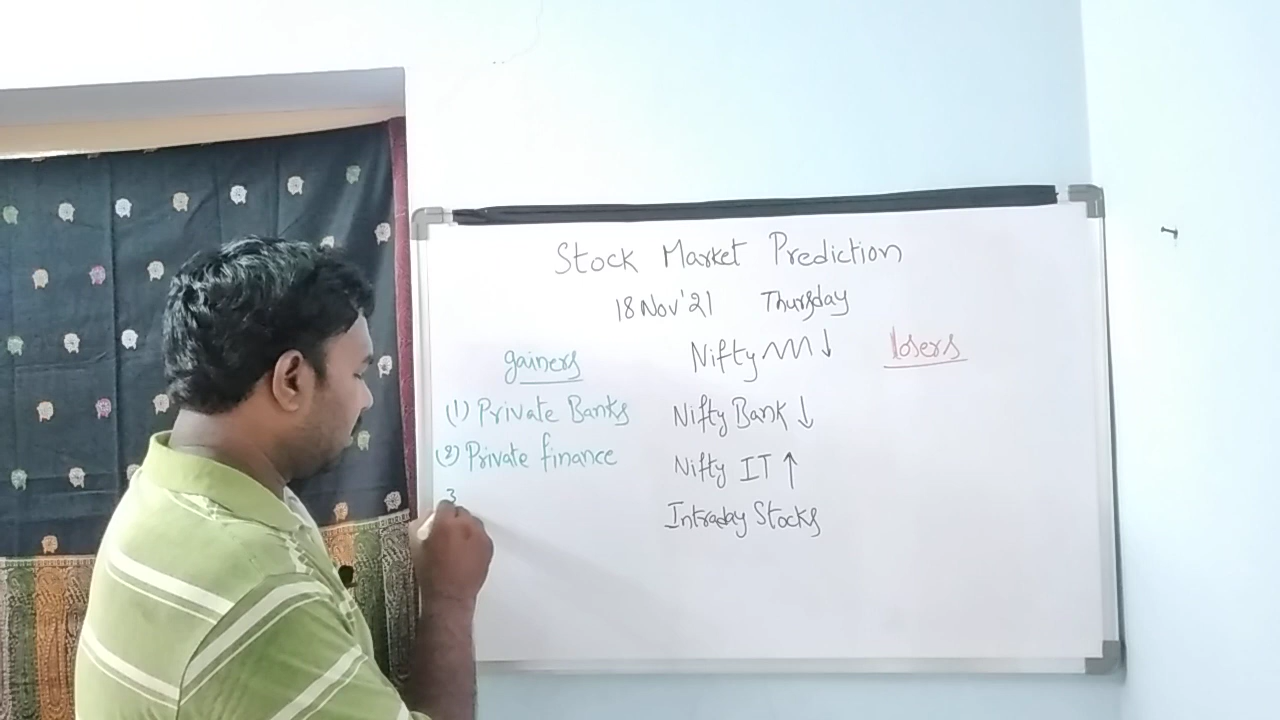 Stock Market Prediction
18 Nov'21 Thursday
gainers
Nifty ↓
losers
(1) Private Banks
Nifty Bank ↓
(2) Private finance
Nifty IT ↑
3
Intraday Stocks